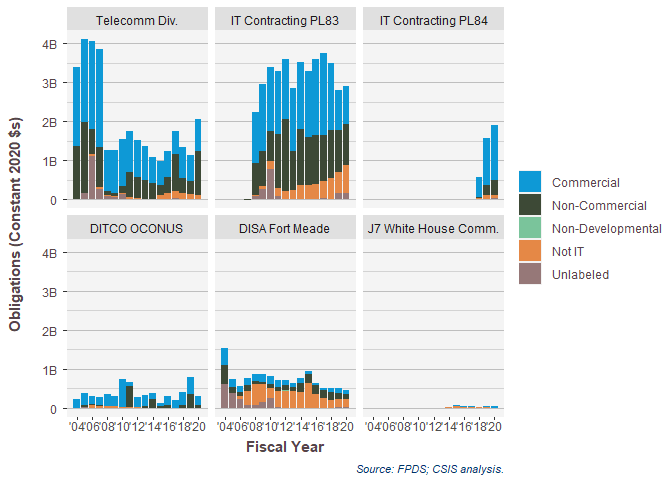 Telecomm Div. IT Contracting PL83 IT Contracting PL84
4B
3B
2B
1B
0
DITCO OCONUS DISA Fort Meade J7 White House Comm.
4B
3B
2B
1B
0
'04'06'08'10'12'14'16'18'20 '04'06'08'10'12'14'16'18'20 '04'06'08'10'12'14'16'18'20
Obligations (Constant 2020 $s)
Fiscal Year
Commercial
Non-Commercial
Non-Developmental
Not IT
Unlabeled
Source: FPDS; CSIS analysis.